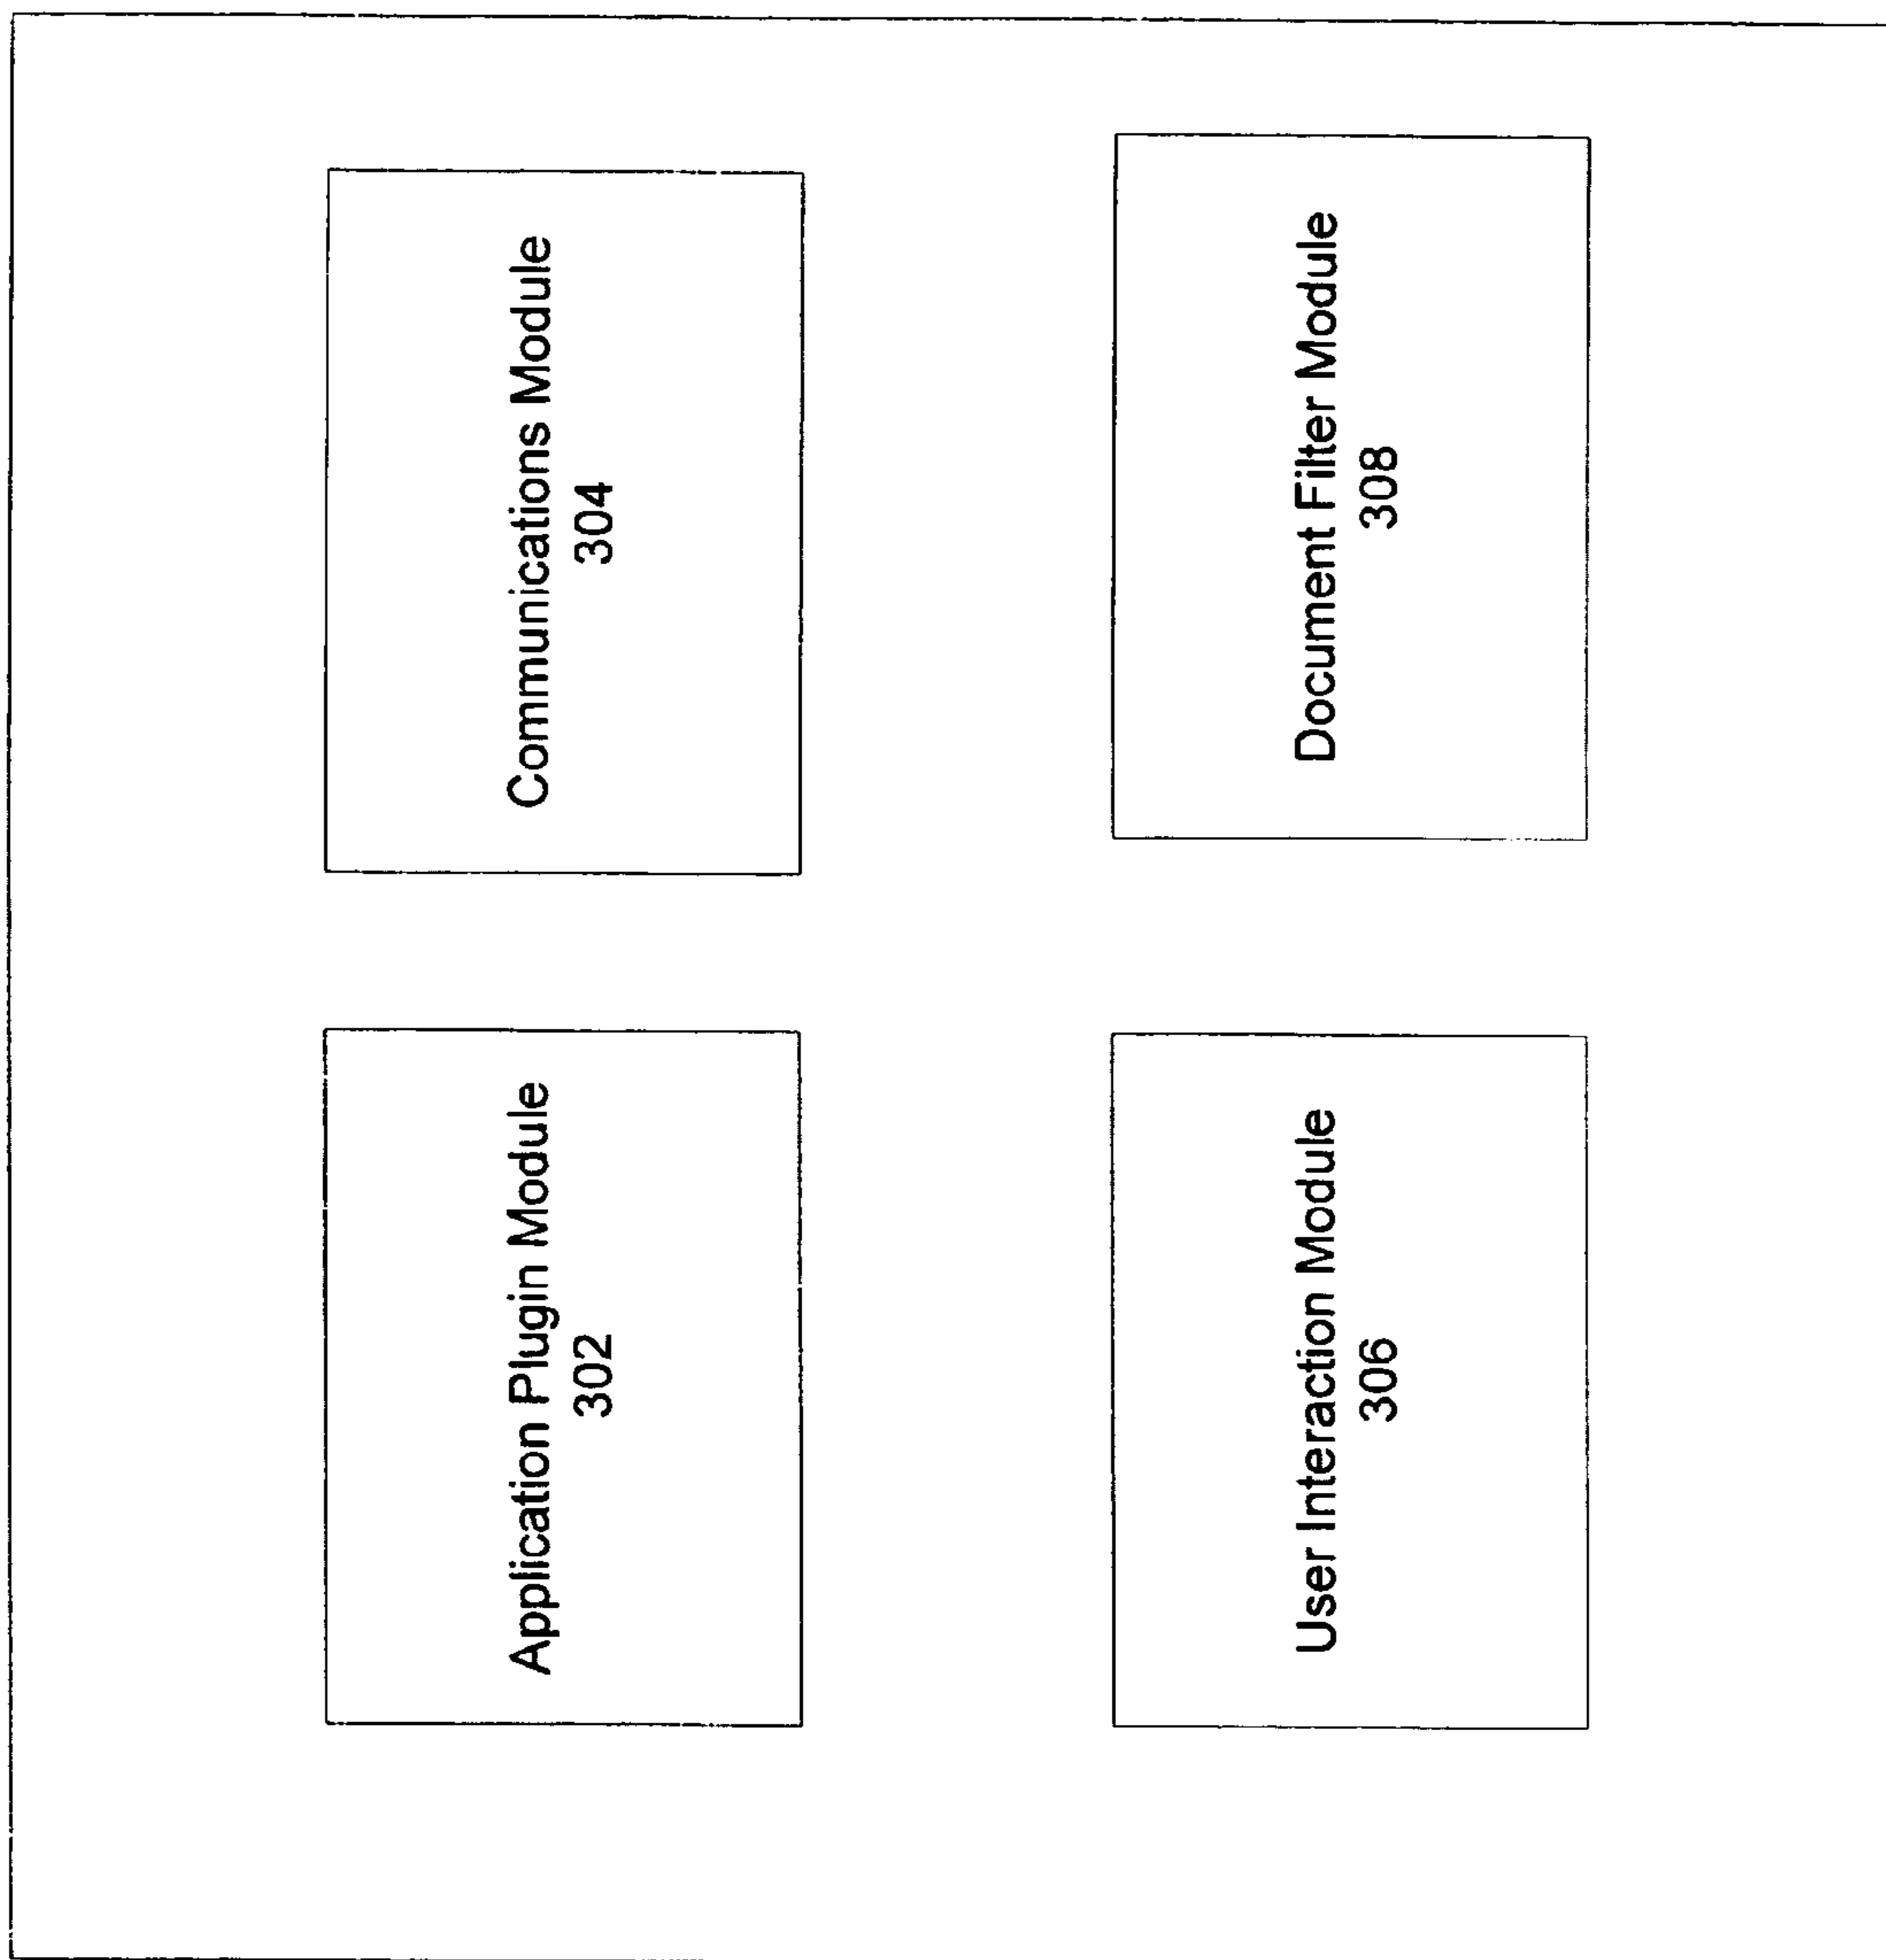 Application Plugin Module
302
Communications Module
304
User Interaction Module
306
Document Filter Module
308